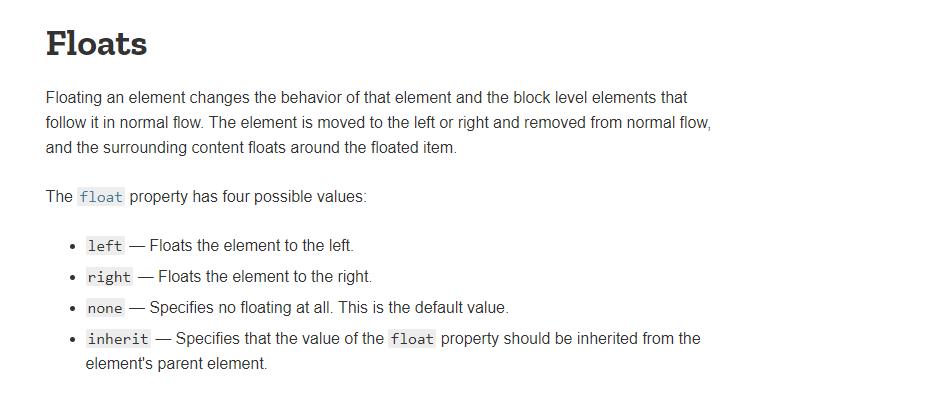 Floats
Floating an element changes the behavior of that element and the block level elements that
follow it in normal flow. The element is moved to the left or right and removed from normal flow,
and the surrounding content floats around the floated item.
The float property has four possible values:
• left — Floats the element to the left.
• right — Floats the element to the right.
• none — Specifies no floating at all. This is the default value.
• inherit — Specifies that the value of the float property should be inherited from the
element's parent element.